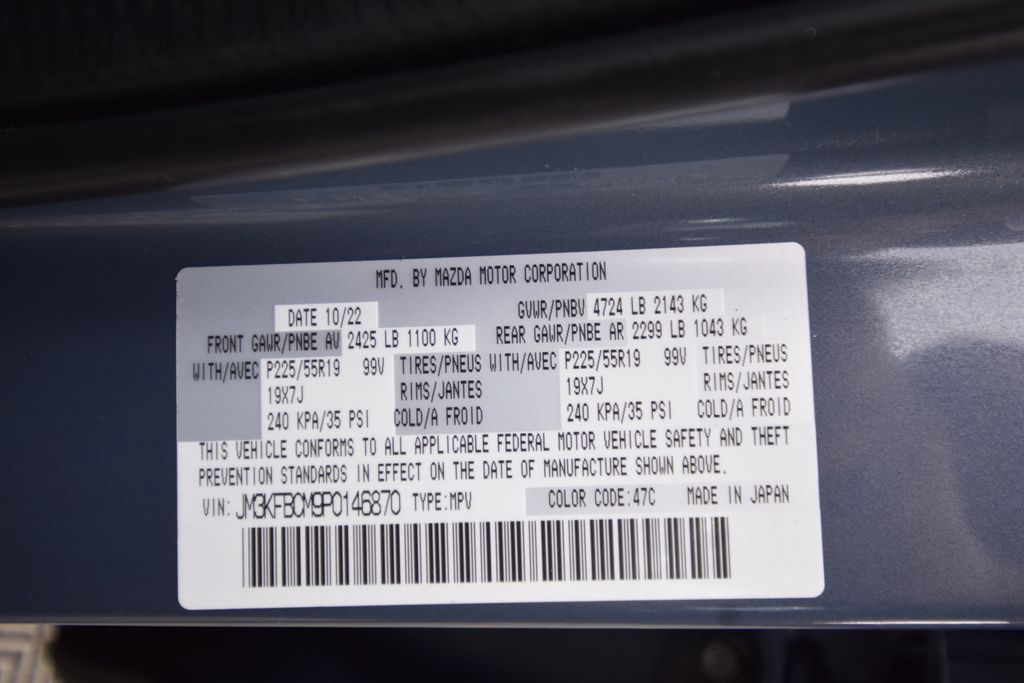 MFD. BY MAZDA MOTOR CORPORATION
DATE 10/22 GVWR/PNBV 4724 LB 2143 KG
FRONT GAWR/PNBE AV 2425 LB 1100 KG REAR GAWR/PNBE AR 2299 LB 1043 KG
WITH/AVEC P225/55R19 99V TIRES/PNEUS WITH/AVEC P225/55R19 99V TIRES/PNEUS
19X7J RIMS/JANTES 19X7J RIMS/JANTES
240 KPA/35 PSI COLD/A FROID 240 KPA/35 PSI COLD/A FROID
THIS VEHICLE CONFORMS TO ALL APPLICABLE FEDERAL MOTOR VEHICLE SAFETY AND THEFT
PREVENTION STANDARDS IN EFFECT ON THE DATE OF MANUFACTURE SHOWN ABOVE.
VIN: JM3KFBCM9P0146870 TYPE:MPV COLOR CODE:47C MADE IN JAPAN